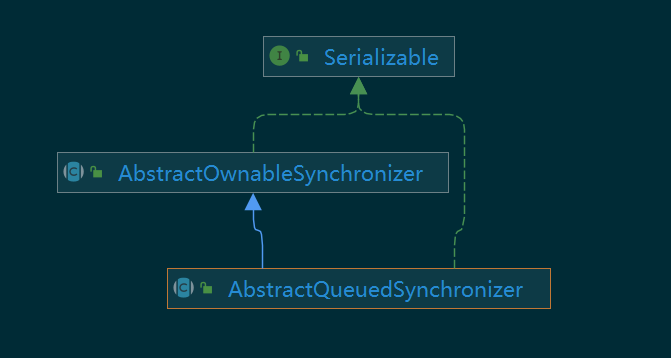 I Serializable
C AbstractOwnableSynchronizer
C AbstractQueuedSynchronizer